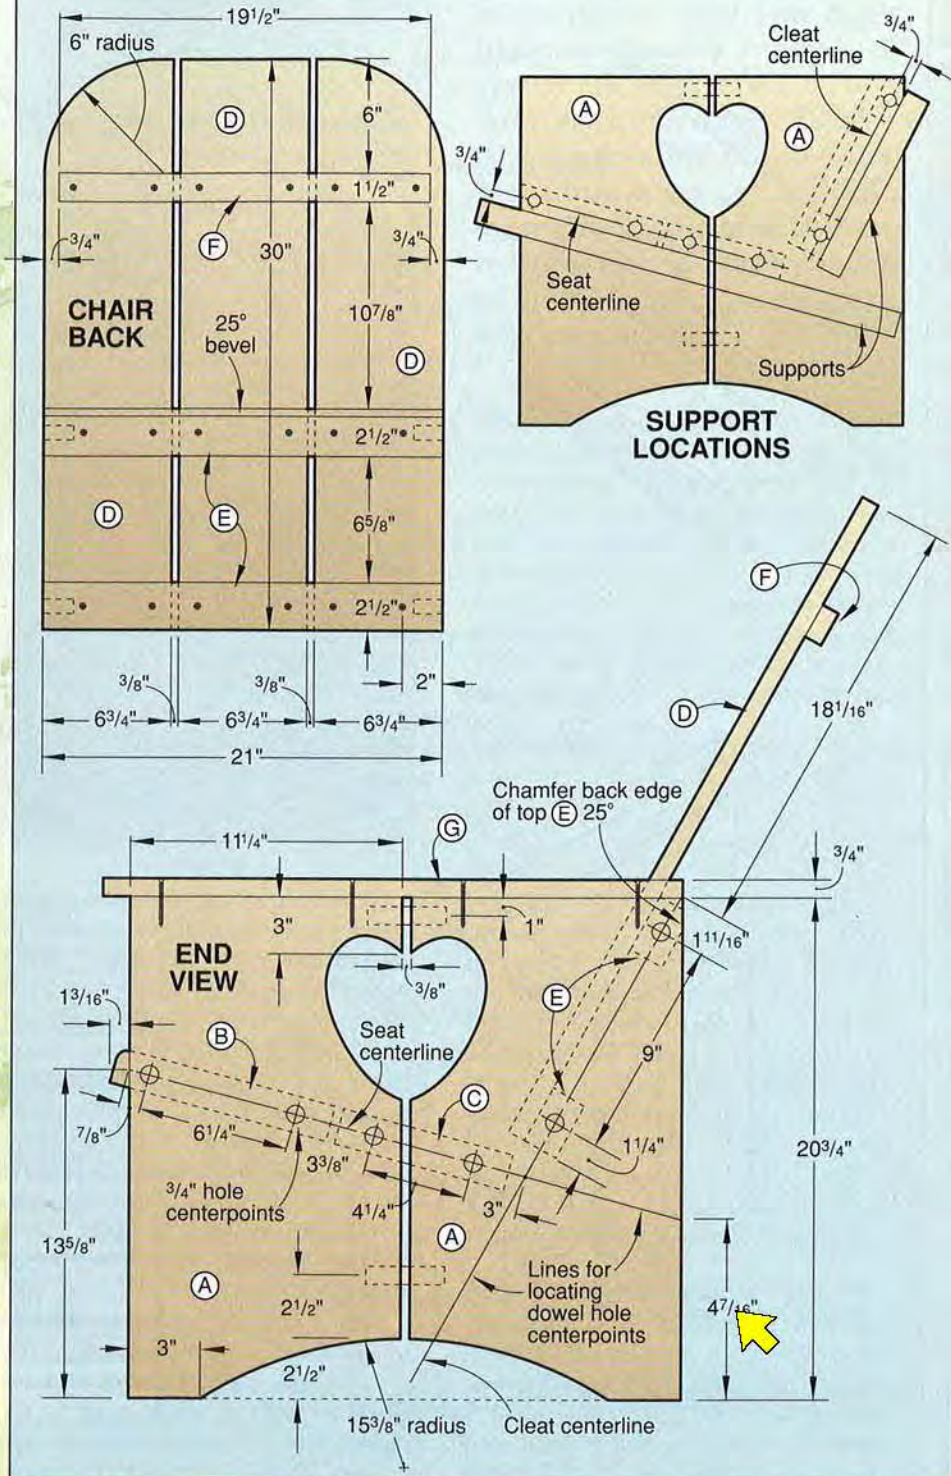 19 1/2"
6" radius
D
6"
1 1/2"
F
3/4"
3/4"
30"
CHAIR
BACK
25°
bevel
10 7/8"
D
2 1/2"
D
E
6 5/8"
2 1/2"
3/8"
3/8"
2"
6 3/4"
6 3/4"
6 3/4"
21"
3/4"
Cleat
centerline
A
A
3/4"
Seat
centerline
Supports
SUPPORT
LOCATIONS
F
D
18 1/16"
Chamfer back edge
of top E 25°
11 1/4"
G
3/4"
3"
1"
1 11/16"
END
VIEW
3/8"
E
1 3/16"
B
Seat
centerline
9"
C
7/8"
6 1/4"
3 3/8"
1 1/4"
20 3/4"
3/4" hole
centerpoints
4 1/4"
3"
13 5/8"
A
A
Lines for
locating
dowel hole
centerpoints
2 1/2"
4 7/16"
3"
2 1/2"
15 3/8" radius
Cleat centerline